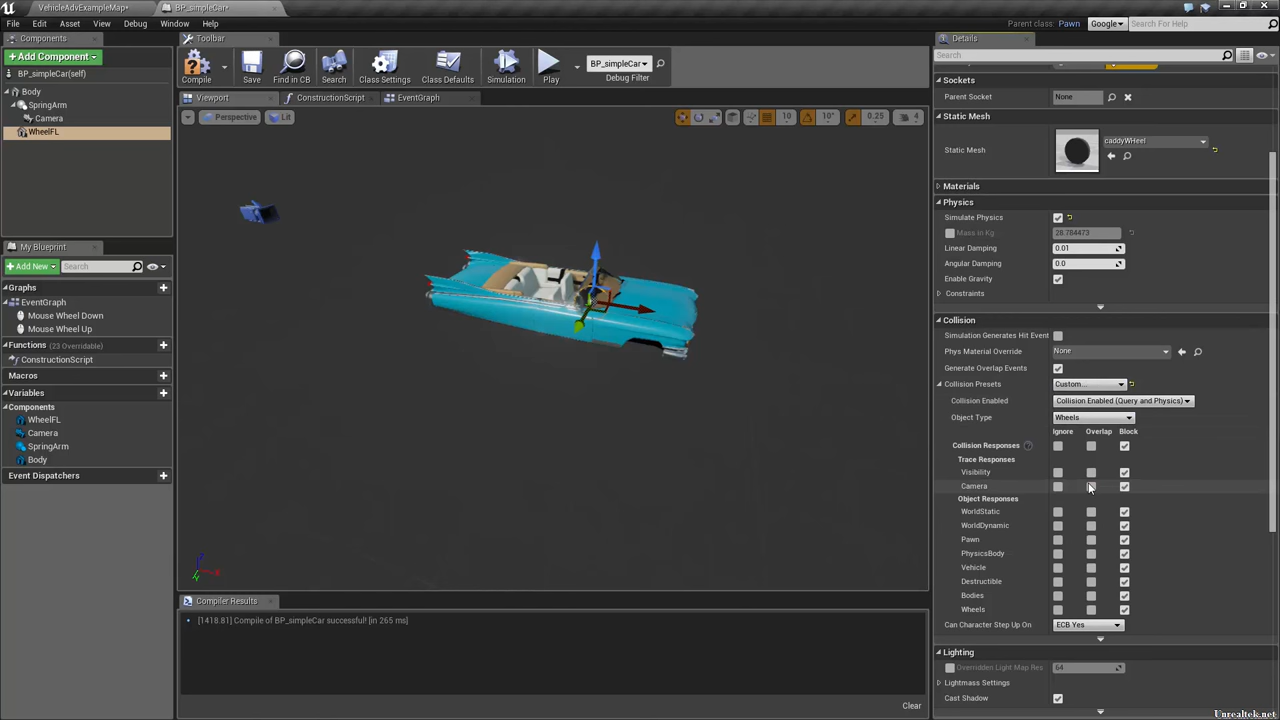 VehicleAdvExampleMap*
BP_simpleCar*
File Edit Asset View Debug Window Help
Parent class: Pawn Google Search For Help
Components
Toolbar
Details
Add Component
Search
BP_simpleCar(self)
Compile Save Find in CB Search Class Settings Class Defaults Simulation Play
BP_simpleCar
Debug Filter
Body
SpringArm
Camera
WheelFL
Viewport ConstructionScript EventGraph
Perspective Lit 10 10° 0.25 4
Sockets
Parent Socket None
Static Mesh
Static Mesh caddyWHeel
Materials
Physics
Simulate Physics
Mass in Kg 28.784473
Linear Damping 0.01
Angular Damping 0.0
Enable Gravity
Constraints
My Blueprint
Add New Search
Graphs
EventGraph
Mouse Wheel Down
Mouse Wheel Up
Functions (23 Overridable)
ConstructionScript
Macros
Variables
Components
WheelFL
Camera
SpringArm
Body
Event Dispatchers
Collision
Simulation Generates Hit Event
Phys Material Override None
Generate Overlap Events
Collision Presets Custom...
Collision Enabled Collision Enabled (Query and Physics)
Object Type Wheels
Ignore Overlap Block
Collision Responses
Trace Responses
Visibility
Camera
Object Responses
WorldStatic
WorldDynamic
Pawn
PhysicsBody
Vehicle
Destructible
Bodies
Wheels
Can Character Step Up On ECB Yes
Compiler Results
[1418.81] Compile of BP_simpleCar successful! [in 265 ms]
Clear
Lighting
Overridden Light Map Res 64
Lightmass Settings
Cast Shadow
Unrealtek.net